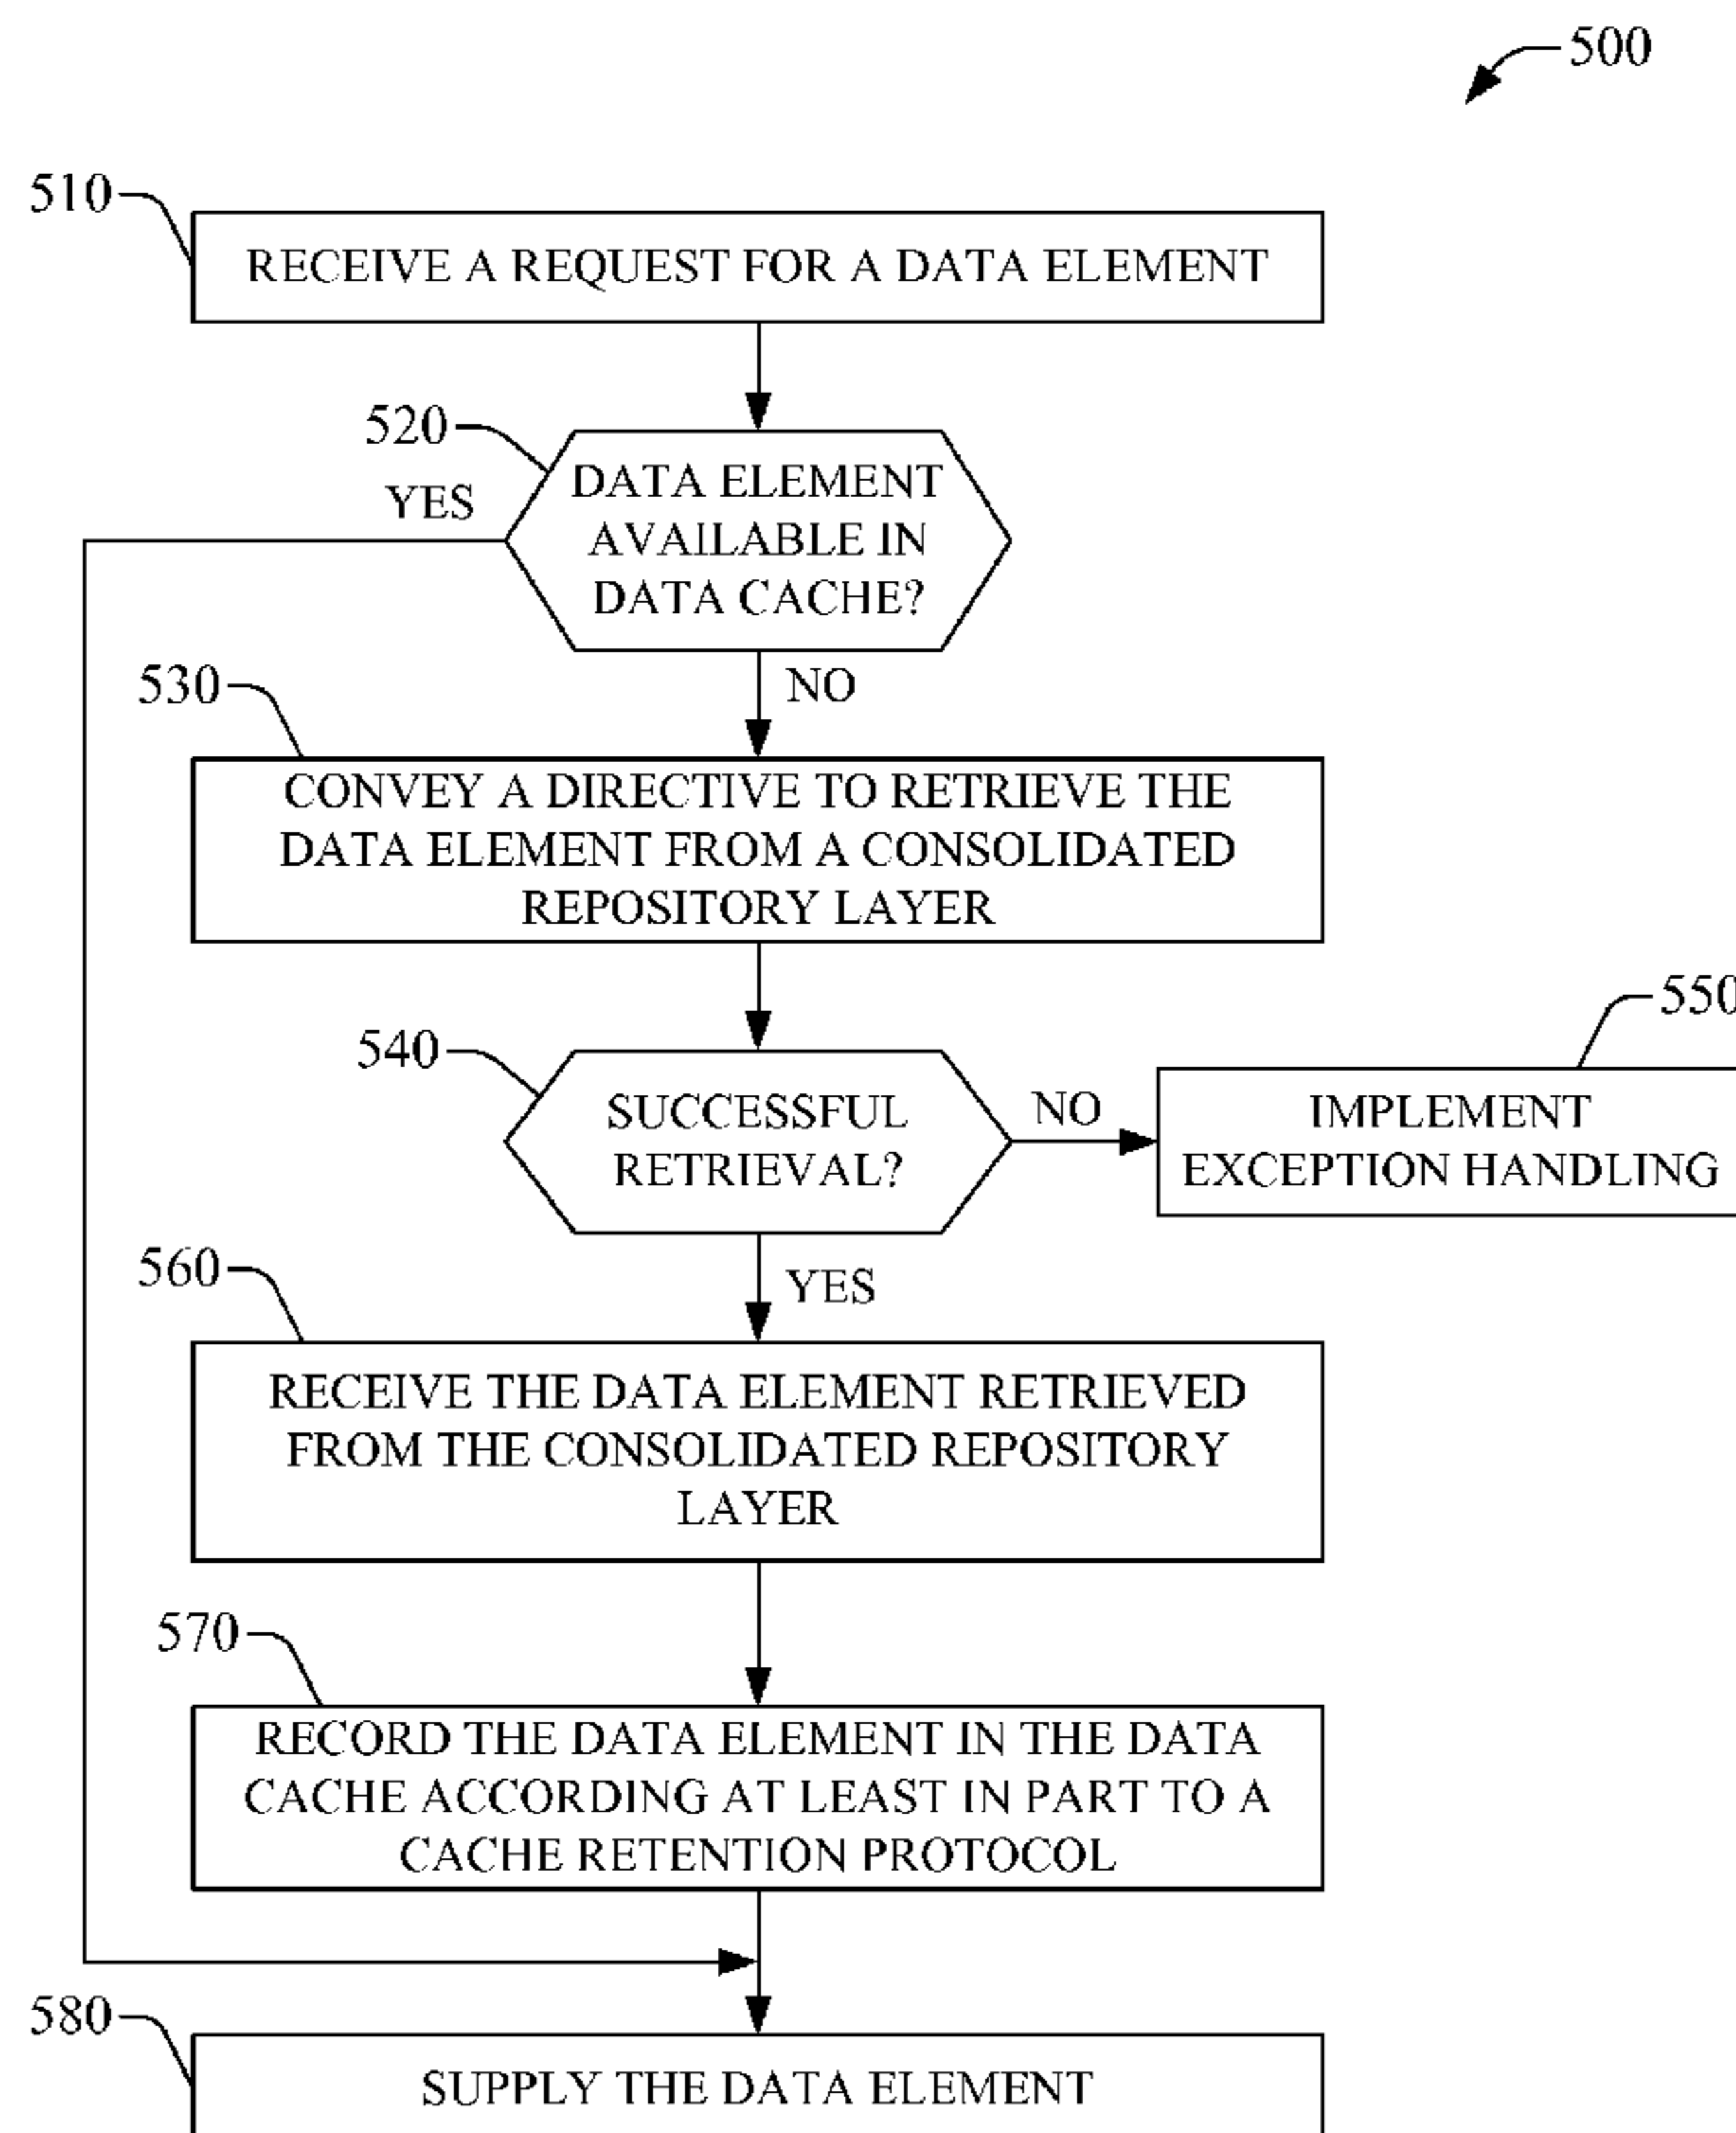 500
510
RECEIVE A REQUEST FOR A DATA ELEMENT
520
YES
DATA ELEMENT
AVAILABLE IN
DATA CACHE?
NO
530
CONVEY A DIRECTIVE TO RETRIEVE THE
DATA ELEMENT FROM A CONSOLIDATED
REPOSITORY LAYER
540
SUCCESSFUL
RETRIEVAL?
NO
550
IMPLEMENT
EXCEPTION HANDLING
YES
560
RECEIVE THE DATA ELEMENT RETRIEVED
FROM THE CONSOLIDATED REPOSITORY
LAYER
570
RECORD THE DATA ELEMENT IN THE DATA
CACHE ACCORDING AT LEAST IN PART TO A
CACHE RETENTION PROTOCOL
580
SUPPLY THE DATA ELEMENT